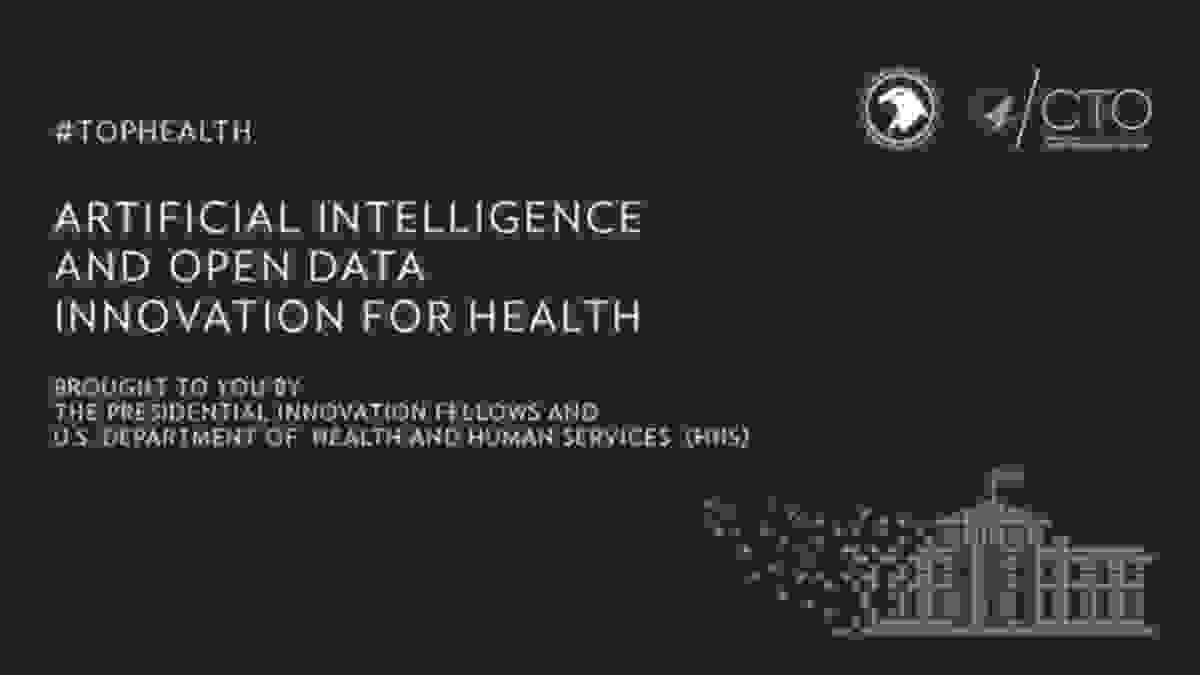 #TOPHEALTH
/CTO
ARTIFICIAL INTELLIGENCE
AND OPEN DATA
INNOVATION FOR HEALTH
BROUGHT TO YOU BY
THE PRESIDENTIAL INNOVATION FELLOWS AND
U.S. DEPARTMENT OF HEALTH AND HUMAN SERVICES (HHS)